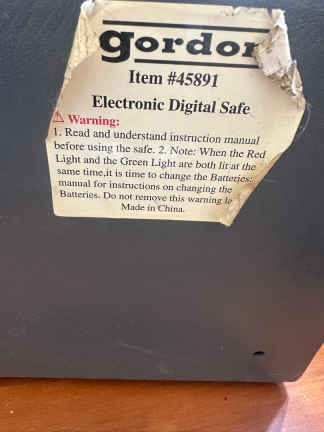 gordon
Item #45891
Electronic Digital Safe
Warning:
1. Read and understand instruction manual
before using the safe. 2. Note: When the Red
Light and the Green Light are both lit at the
same time,it is time to change the Batteries:
manual for instructions on changing the
Batteries. Do not remove this warning
Made in China.